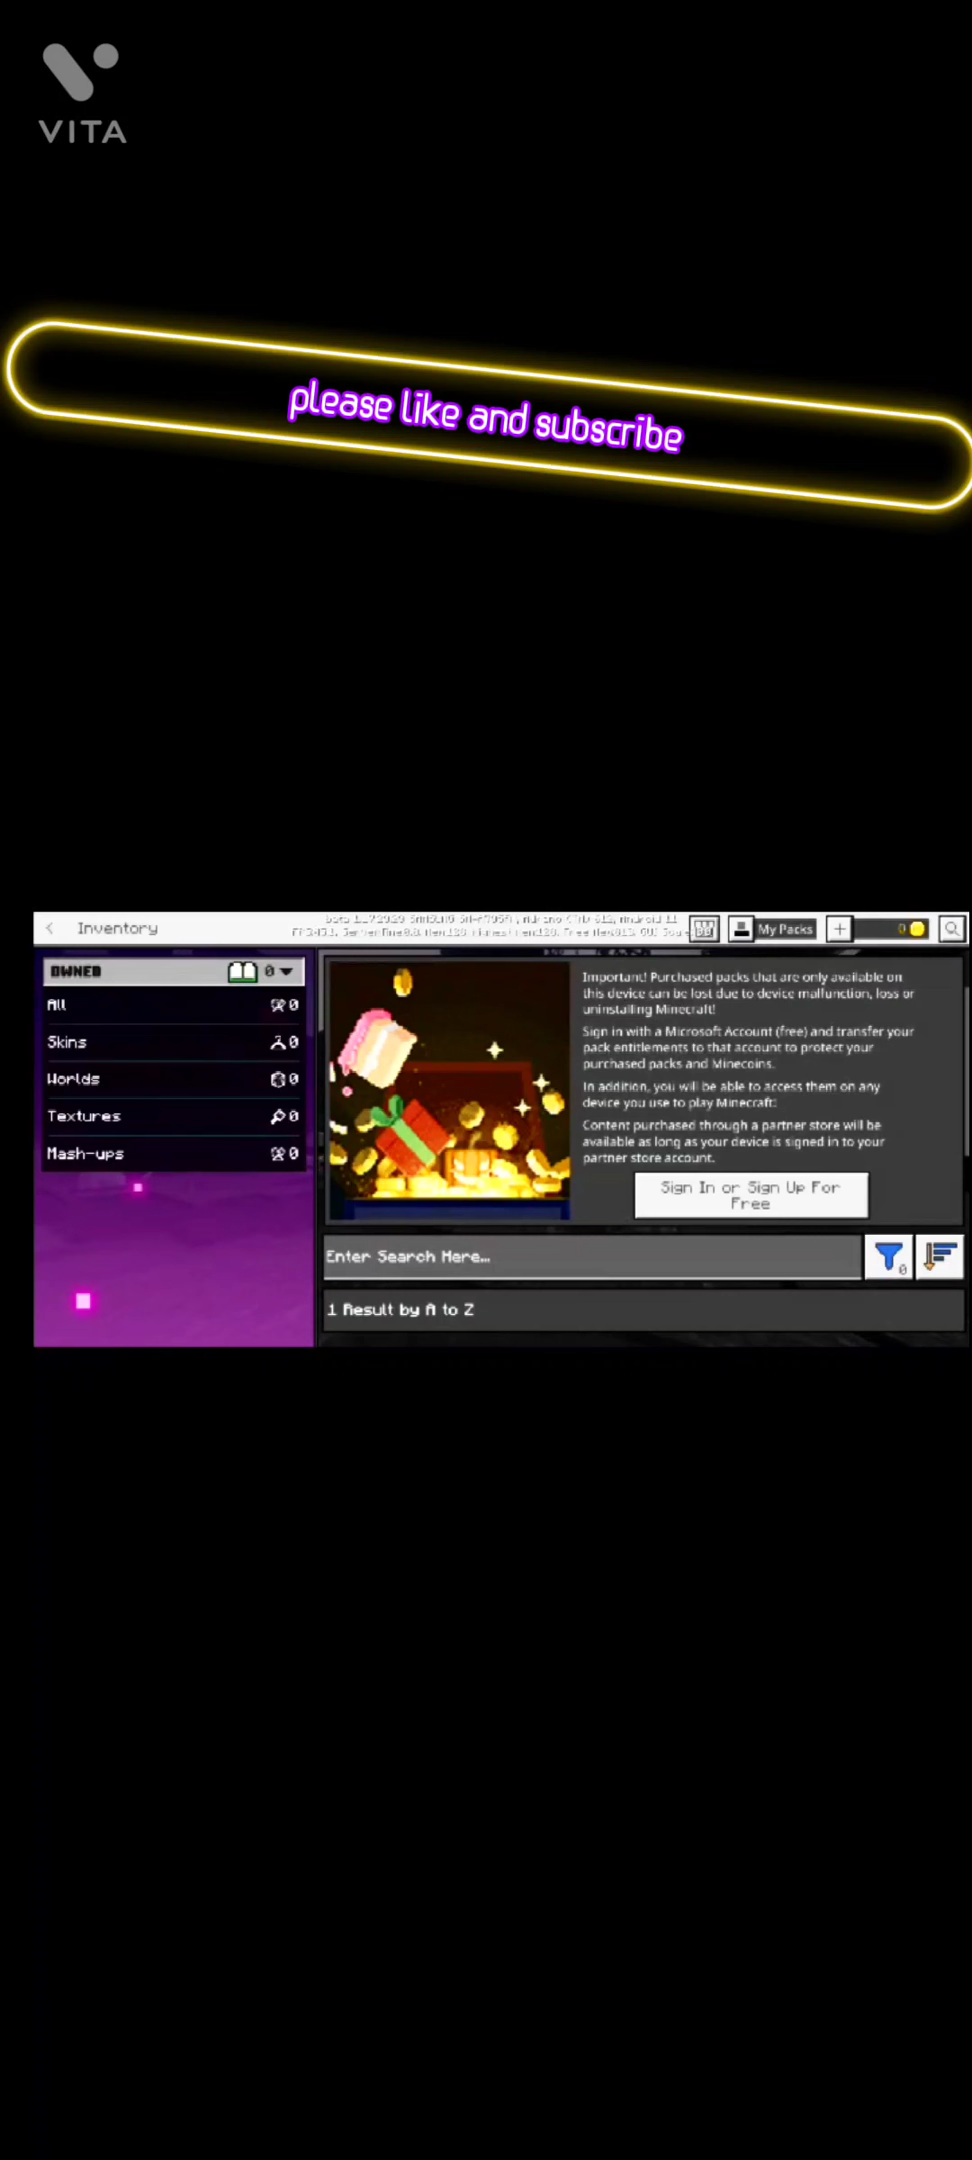 VITA
please like and subscribe
Inventory
My Packs
0
OWNED 0
All 0
Skins 0
Worlds 0
Textures 0
Mash-ups 0
Important! Purchased packs that are only available on
this device can be lost due to device malfunction, loss or
uninstalling Minecraft!
Sign in with a Microsoft Account (free) and transfer your
pack entitlements to that account to protect your
purchased packs and Minecoins.
In addition, you will be able to access them on any
device you use to play Minecraft!
Content purchased through a partner store will be
available as long as your device is signed in to your
partner store account.
Sign In or Sign Up For
Free
Enter Search Here...
0
1 Result by A to Z